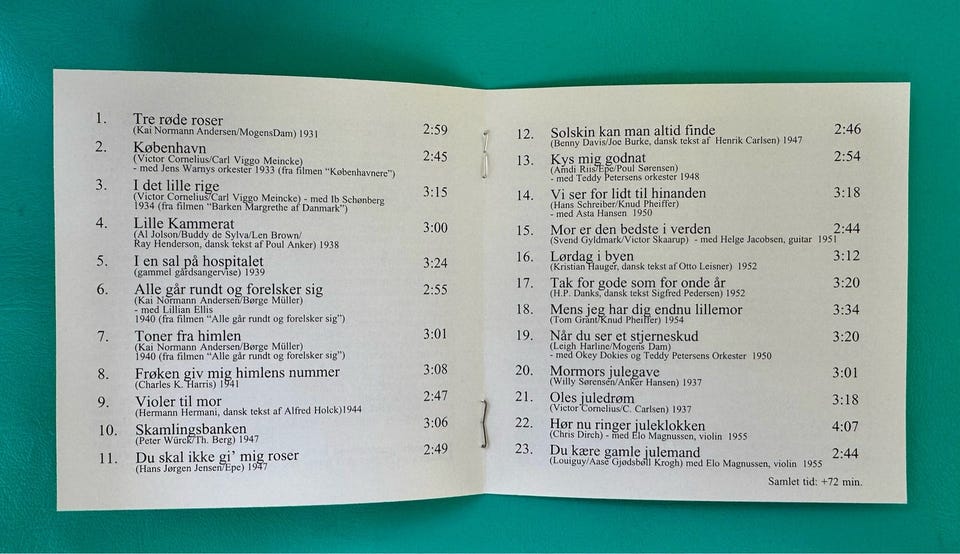 1. Tre røde roser 2:59
(Kai Normann Andersen/MogensDam) 1931
2. København 2:45
(Victor Cornelius/Carl Viggo Meincke)
- med Jens Warnys orkester 1933 (fra filmen "Københavnere")
3. I det lille rige 3:15
(Victor Cornelius/Carl Viggo Meincke) - med Ib Schønberg
1934 (fra filmen "Barken Margrethe af Danmark")
4. Lille Kammerat 3:00
(Al Jolson/Buddy de Sylva/Len Brown/
Ray Henderson, dansk tekst af Poul Anker) 1938
5. I en sal på hospitalet 3:24
(gammel gårdsangervise) 1939
6. Alle går rundt og forelsker sig 2:55
(Kai Normann Andersen/Børge Müller)
- med Lillian Ellis
1940 (fra filmen "Alle går rundt og forelsker sig")
7. Toner fra himlen 3:01
(Kai Normann Andersen/Børge Müller)
1940 (fra filmen "Alle går rundt og forelsker sig")
8. Frøken giv mig himlens nummer 3:08
(Charles K. Harris) 1941
9. Violer til mor 2:47
(Hermann Hermani, dansk tekst af Alfred Holck)1944
10. Skamlingsbanken 3:06
(Peter Würck/Th. Berg) 1947
11. Du skal ikke gi' mig roser 2:49
(Hans Jørgen Jensen/Epe) 1947
12. Solskin kan man altid finde 2:46
(Benny Davis/Joe Burke, dansk tekst af Henrik Carlsen) 1947
13. Kys mig godnat 2:54
(Amdi Riis/Epe/Poul Sørensen)
- med Teddy Petersens orkester 1948
14. Vi ser for lidt til hinanden 3:18
(Hans Schreiber/Knud Pheiffer)
- med Asta Hansen 1950
15. Mor er den bedste i verden 2:44
(Svend Gyldmark/Victor Skaarup) - med Helge Jacobsen, guitar 1951
16. Lørdag i byen 3:12
(Kristian Hauger, dansk tekst af Otto Leisner) 1952
17. Tak for gode som for onde år 3:20
(H.P. Danks, dansk tekst Sigfred Pedersen) 1952
18. Mens jeg har dig endnu lillemor 3:34
(Tom Grant/Knud Pheiffer) 1954
19. Når du ser et stjerneskud 3:20
(Leigh Harline/Mogens Dam)
- med Okey Dokies og Teddy Petersens Orkester 1950
20. Mormors julegave 3:01
(Willy Sørensen/Anker Hansen) 1937
21. Oles juledrøm 3:18
(Victor Cornelius/C. Carlsen) 1937
22. Hør nu ringer juleklokken 4:07
(Chris Dirch) - med Elo Magnussen, violin 1955
23. Du kære gamle julemand 2:44
(Louiguy/Aase Gjødsbøll Krogh) med Elo Magnussen, violin 1955
Samlet tid: +72 min.